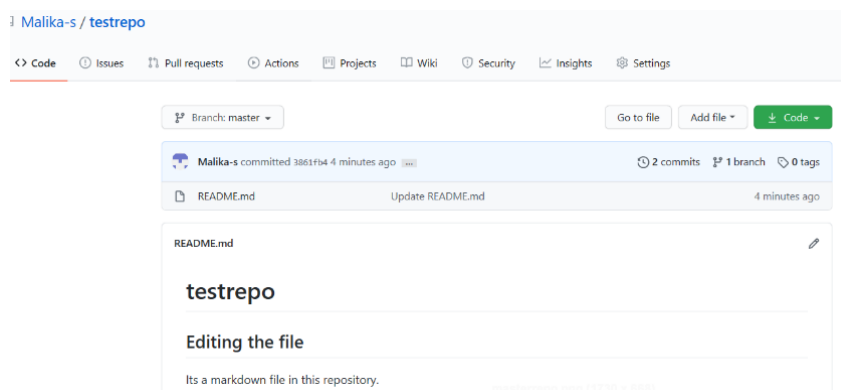 Malika-s / testrepo
<> Code Issues Pull requests Actions Projects Wiki Security Insights Settings
Branch: master Go to file Add file Code
Malika-s committed 3861fb4 4 minutes ago ... 2 commits 1 branch 0 tags
README.md Update README.md 4 minutes ago
README.md
testrepo
Editing the file
Its a markdown file in this repository.